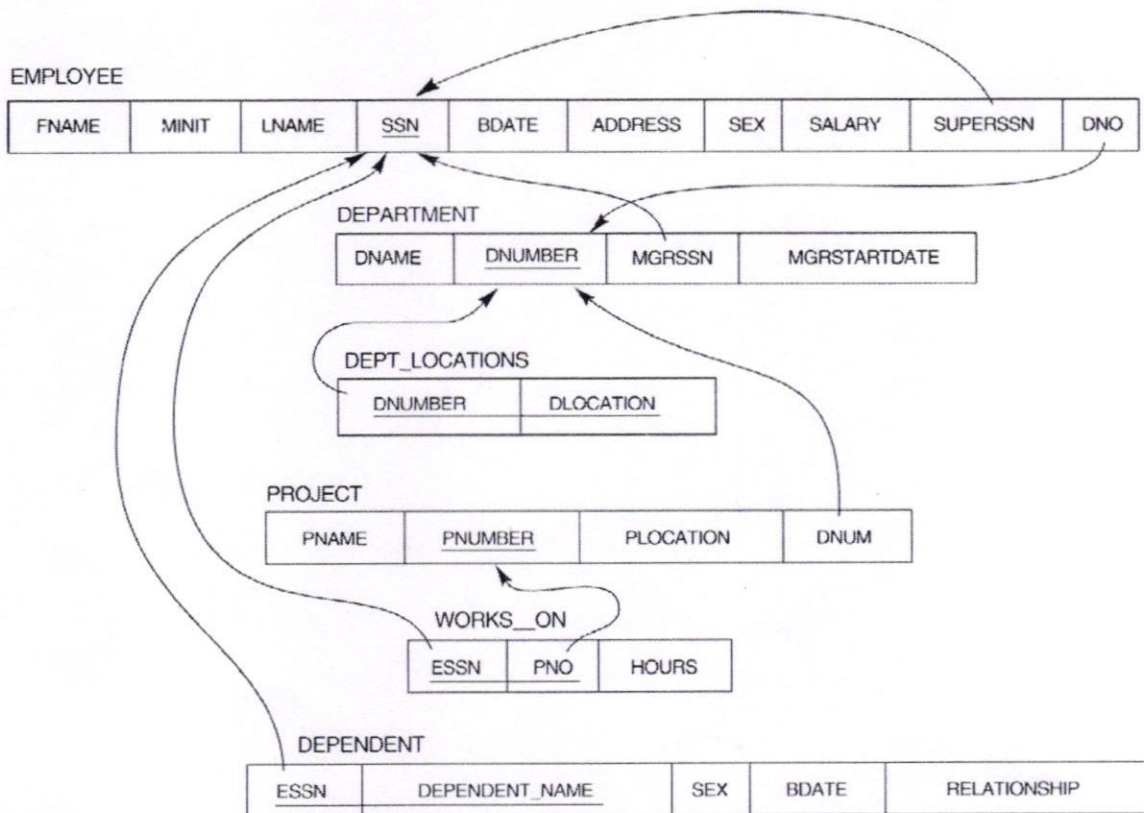 EMPLOYEE
FNAME MINIT LNAME SSN BDATE ADDRESS SEX SALARY SUPERSSN DNO
DEPARTMENT
DNAME DNUMBER MGRSSN MGRSTARTDATE
DEPT_LOCATIONS
DNUMBER DLOCATION
PROJECT
PNAME PNUMBER PLOCATION DNUM
WORKS__ON
ESSN PNO HOURS
DEPENDENT
ESSN DEPENDENT_NAME SEX BDATE RELATIONSHIP